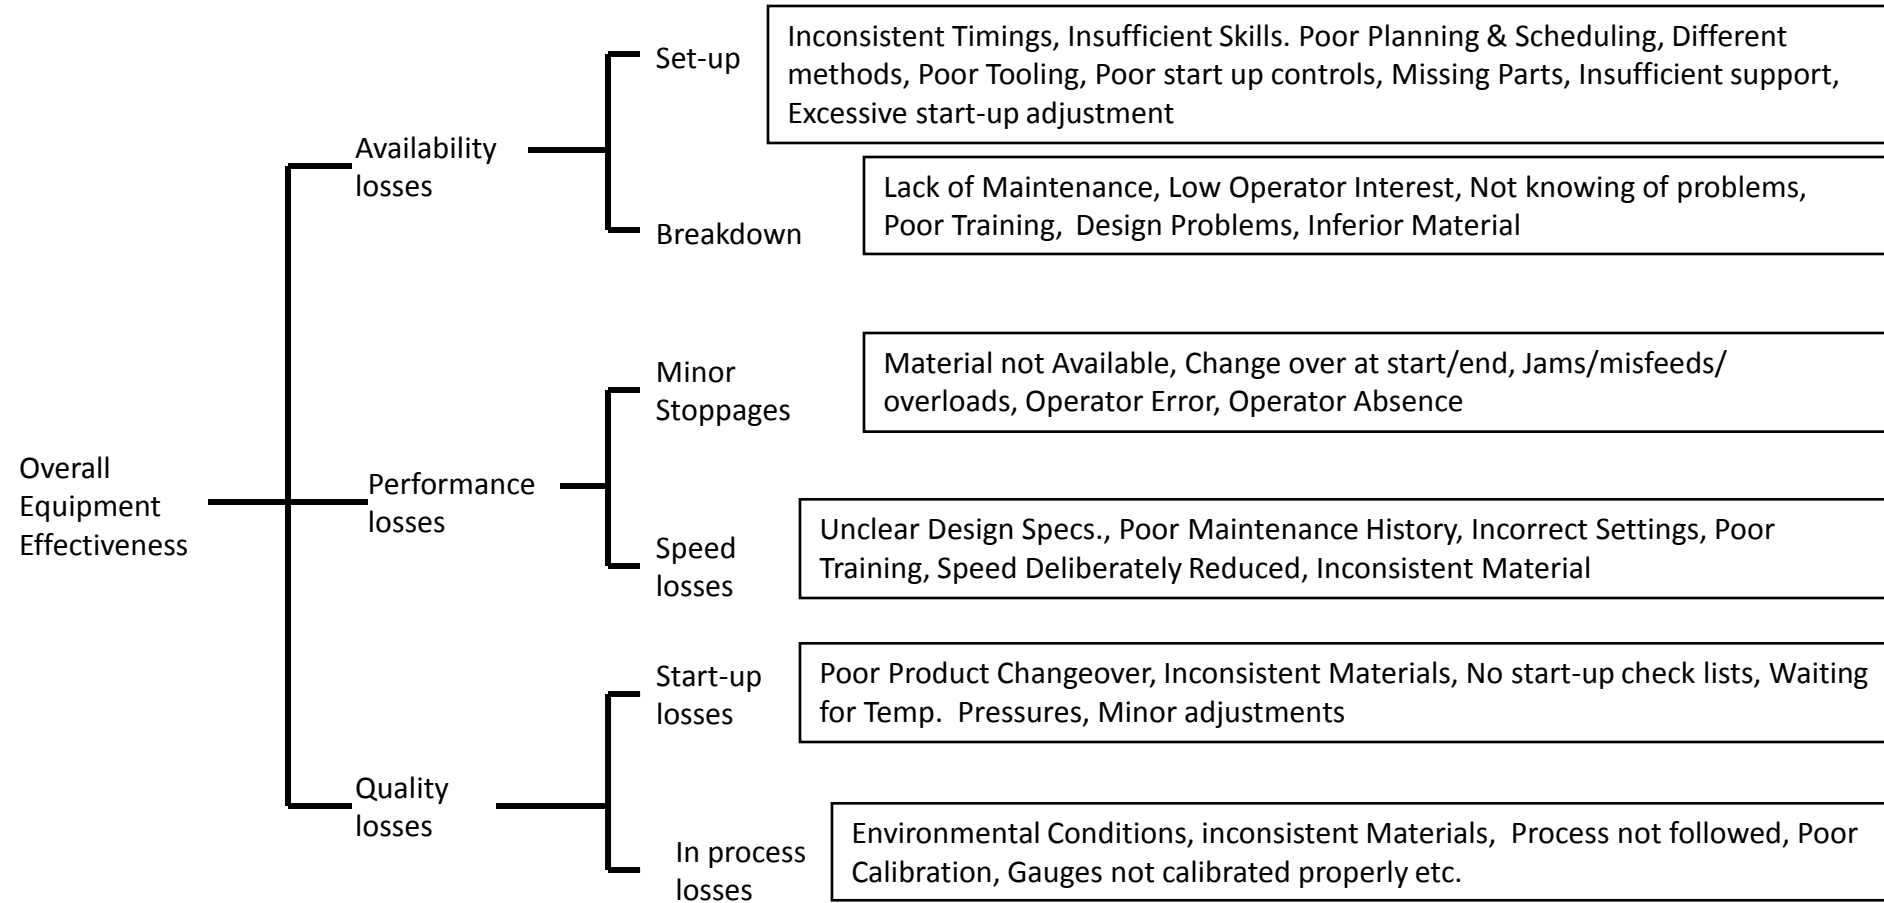 Set-up
Inconsistent Timings, Insufficient Skills. Poor Planning & Scheduling, Different
methods, Poor Tooling, Poor start up controls, Missing Parts, Insufficient support,
Excessive start-up adjustment
Availability
losses
Breakdown
Lack of Maintenance, Low Operator Interest, Not knowing of problems,
Poor Training, Design Problems, Inferior Material
Minor
Stoppages
Material not Available, Change over at start/end, Jams/misfeeds/
overloads, Operator Error, Operator Absence
Overall
Equipment
Effectiveness
Performance
losses
Speed
losses
Unclear Design Specs., Poor Maintenance History, Incorrect Settings, Poor
Training, Speed Deliberately Reduced, Inconsistent Material
Start-up
losses
Poor Product Changeover, Inconsistent Materials, No start-up check lists, Waiting
for Temp. Pressures, Minor adjustments
Quality
losses
In process
losses
Environmental Conditions, inconsistent Materials, Process not followed, Poor
Calibration, Gauges not calibrated properly etc.